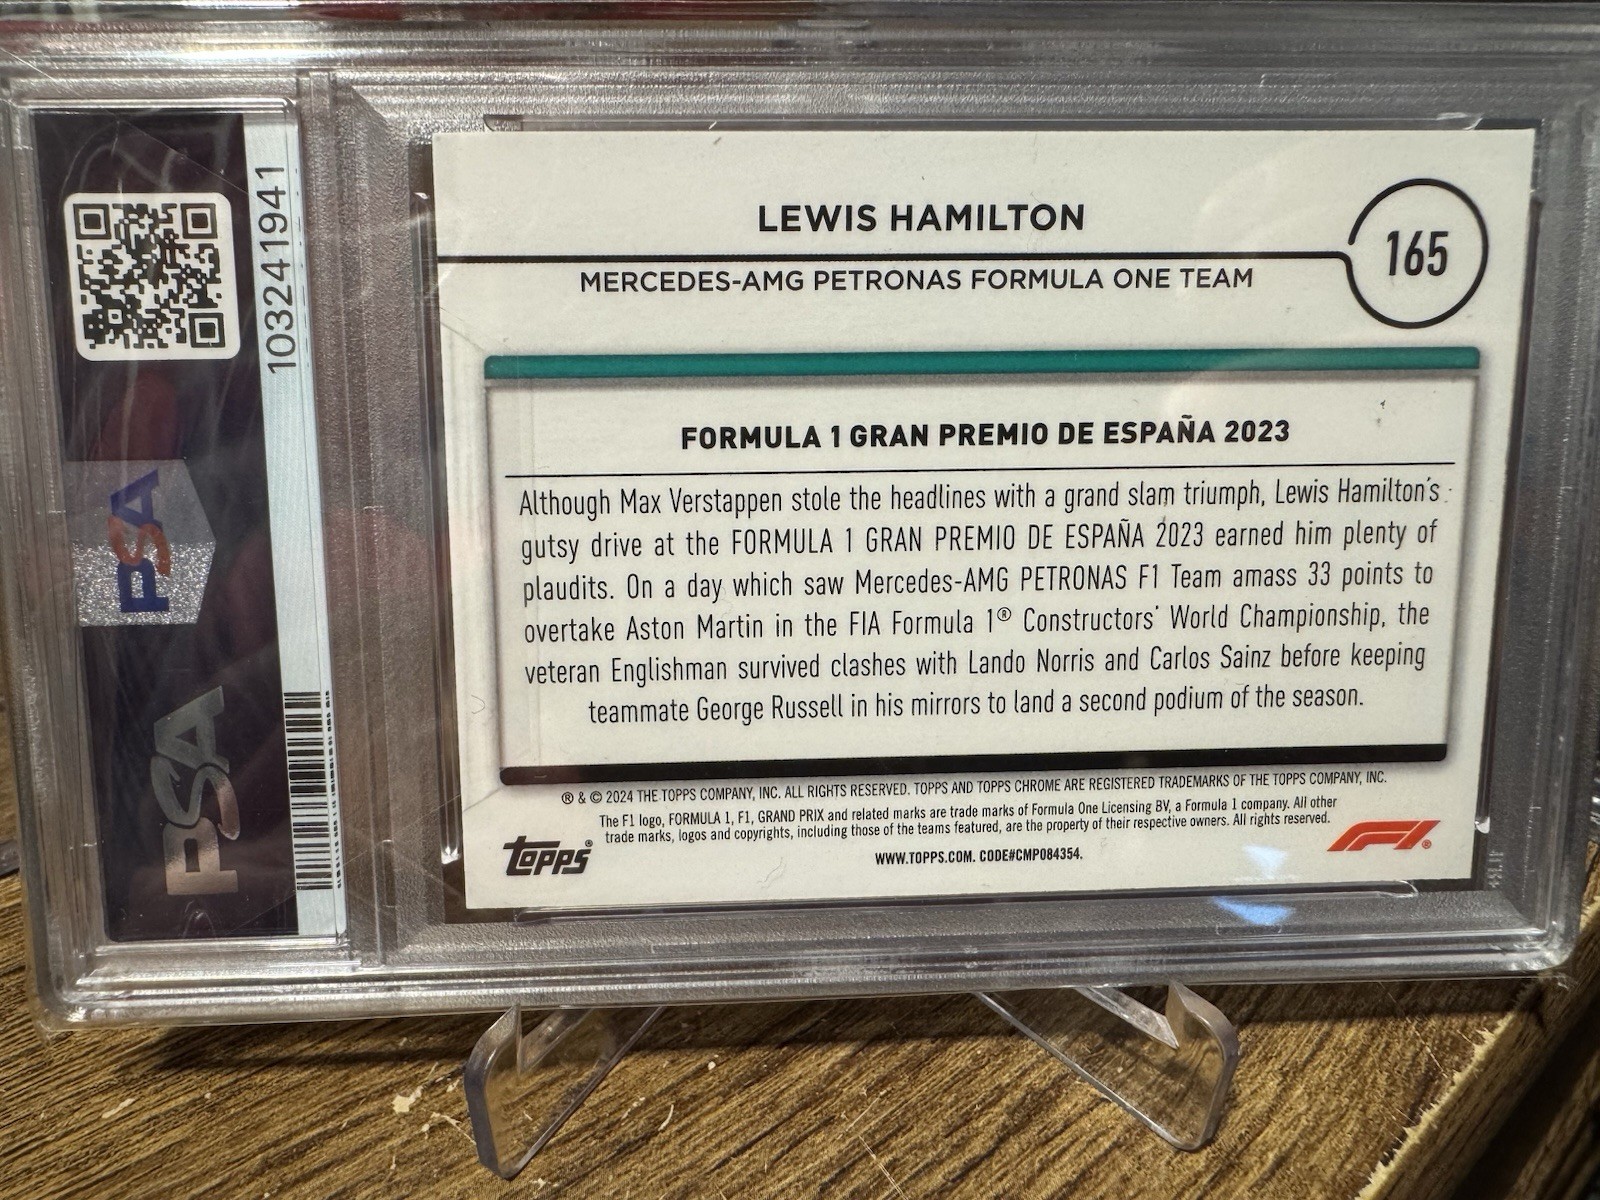 103241941
PSA
PSA
LEWIS HAMILTON
165
MERCEDES-AMG PETRONAS FORMULA ONE TEAM
FORMULA 1 GRAN PREMIO DE ESPAÑA 2023
Although Max Verstappen stole the headlines with a grand slam triumph, Lewis Hamilton's
gutsy drive at the FORMULA 1 GRAN PREMIO DE ESPAÑA 2023 earned him plenty of
plaudits. On a day which saw Mercedes-AMG PETRONAS F1 Team amass 33 points to
overtake Aston Martin in the FIA Formula 1® Constructors' World Championship, the
veteran Englishman survived clashes with Lando Norris and Carlos Sainz before keeping
teammate George Russell in his mirrors to land a second podium of the season.
® & © 2024 THE TOPPS COMPANY, INC. ALL RIGHTS RESERVED. TOPPS AND TOPPS CHROME ARE REGISTERED TRADEMARKS OF THE TOPPS COMPANY, INC.
The F1 logo, FORMULA 1, F1, GRAND PRIX and related marks are trade marks of Formula One Licensing BV, a Formula 1 company. All other
trade marks, logos and copyrights, including those of the teams featured, are the property of their respective owners. All rights reserved.
topps®
WWW.TOPPS.COM. CODE#CMP084354.
F1®